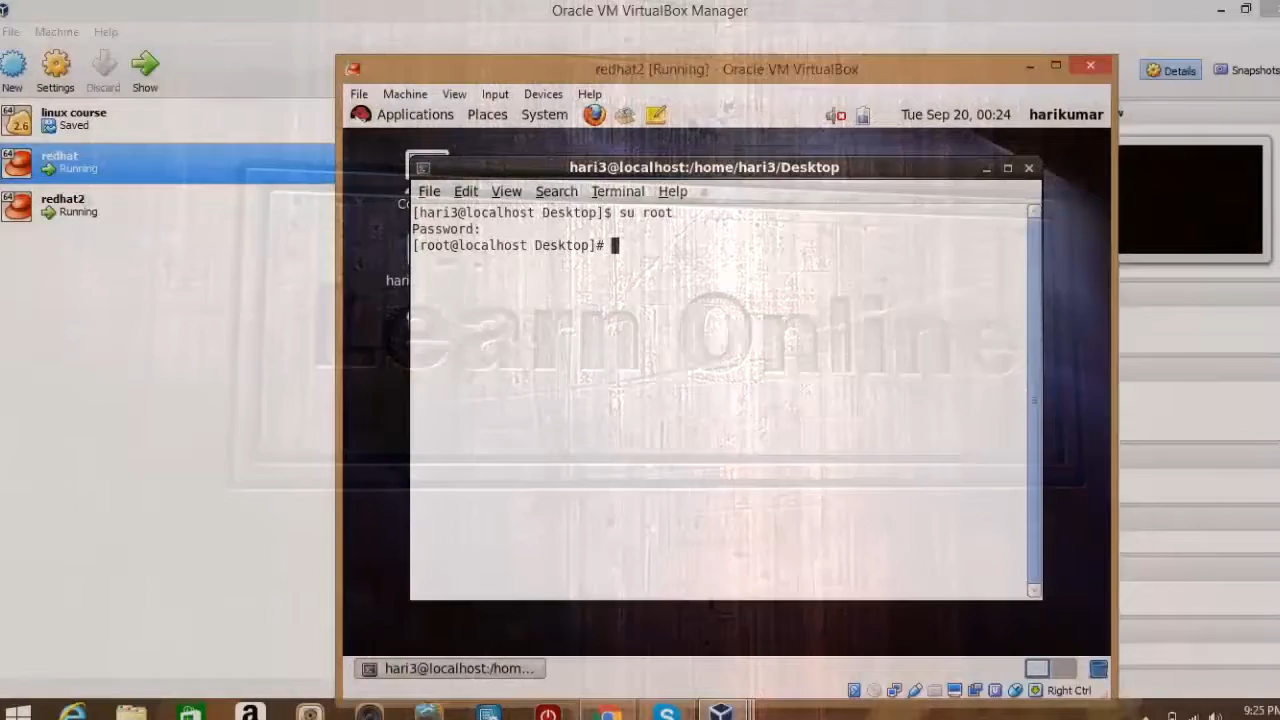 Oracle VM VirtualBox Manager
File Machine Help
New Settings Discard Show
Details Snapshots
linux course
Saved
redhat
Running
redhat2
Running
redhat2 [Running] - Oracle VM VirtualBox
File Machine View Input Devices Help
Applications Places System Tue Sep 20, 00:24 harikumar
hari3@localhost:/home/hari3/Desktop
File Edit View Search Terminal Help
[hari3@localhost Desktop]$ su root
Password:
[root@localhost Desktop]#
hari
Learn Online
hari3@localhost:/hom...
Right Ctrl
9:25 PM